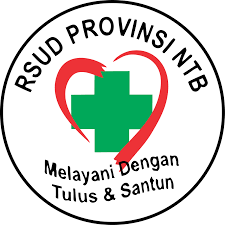 RSUD PROVINSI NTB
Melayani Dengan
Tulus & Santun